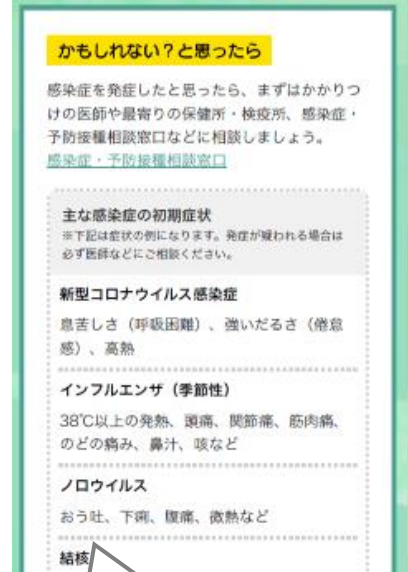 かもしれない？と思ったら
感染症を発症したと思ったら、まずはかかりつ
けの医師や最寄りの保健所・検疫所、感染症・
予防接種相談窓口などに相談しましょう。
感染症・予防接種相談窓口
主な感染症の初期症状
※下記は症状の例になります。発症が疑われる場合は
必ず医師などにご相談ください。
新型コロナウイルス感染症
息苦しさ（呼吸困難）、強いだるさ（倦怠
感）、高熱
インフルエンザ（季節性）
38℃以上の発熱、頭痛、関節痛、筋肉痛、
のどの痛み、鼻汁、咳など
ノロウイルス
おう吐、下痢、腹痛、微熱など
結核